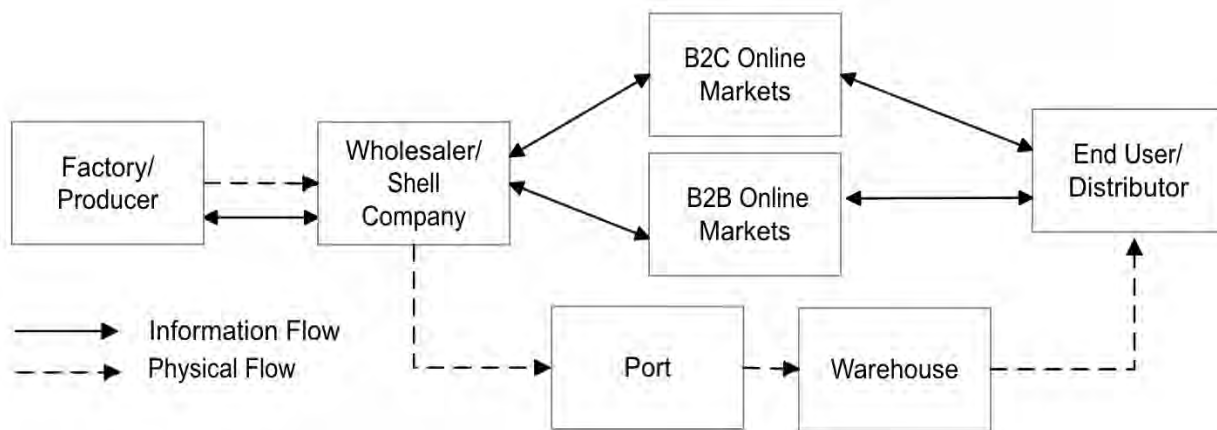 B2C Online
Markets
Factory/
Producer
Wholesaler/
Shell
Company
End User/
Distributor
B2B Online
Markets
Information Flow
Physical Flow
Port
Warehouse